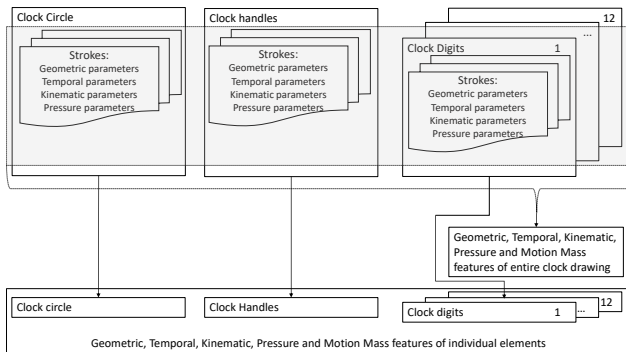 Clock Circle
Strokes:
Geometric parameters
Temporal parameters
Kinematic parameters
Pressure parameters
Clock handles
Strokes:
Geometric parameters
Temporal parameters
Kinematic parameters
Pressure parameters
12
...
Clock Digits 1
Strokes:
Geometric parameters
Temporal parameters
Kinematic parameters
Pressure parameters
Geometric, Temporal, Kinematic,
Pressure and Motion Mass
features of entire clock drawing
Clock circle
Clock Handles
12
...
Clock digits 1
Geometric, Temporal, Kinematic, Pressure and Motion Mass features of individual elements